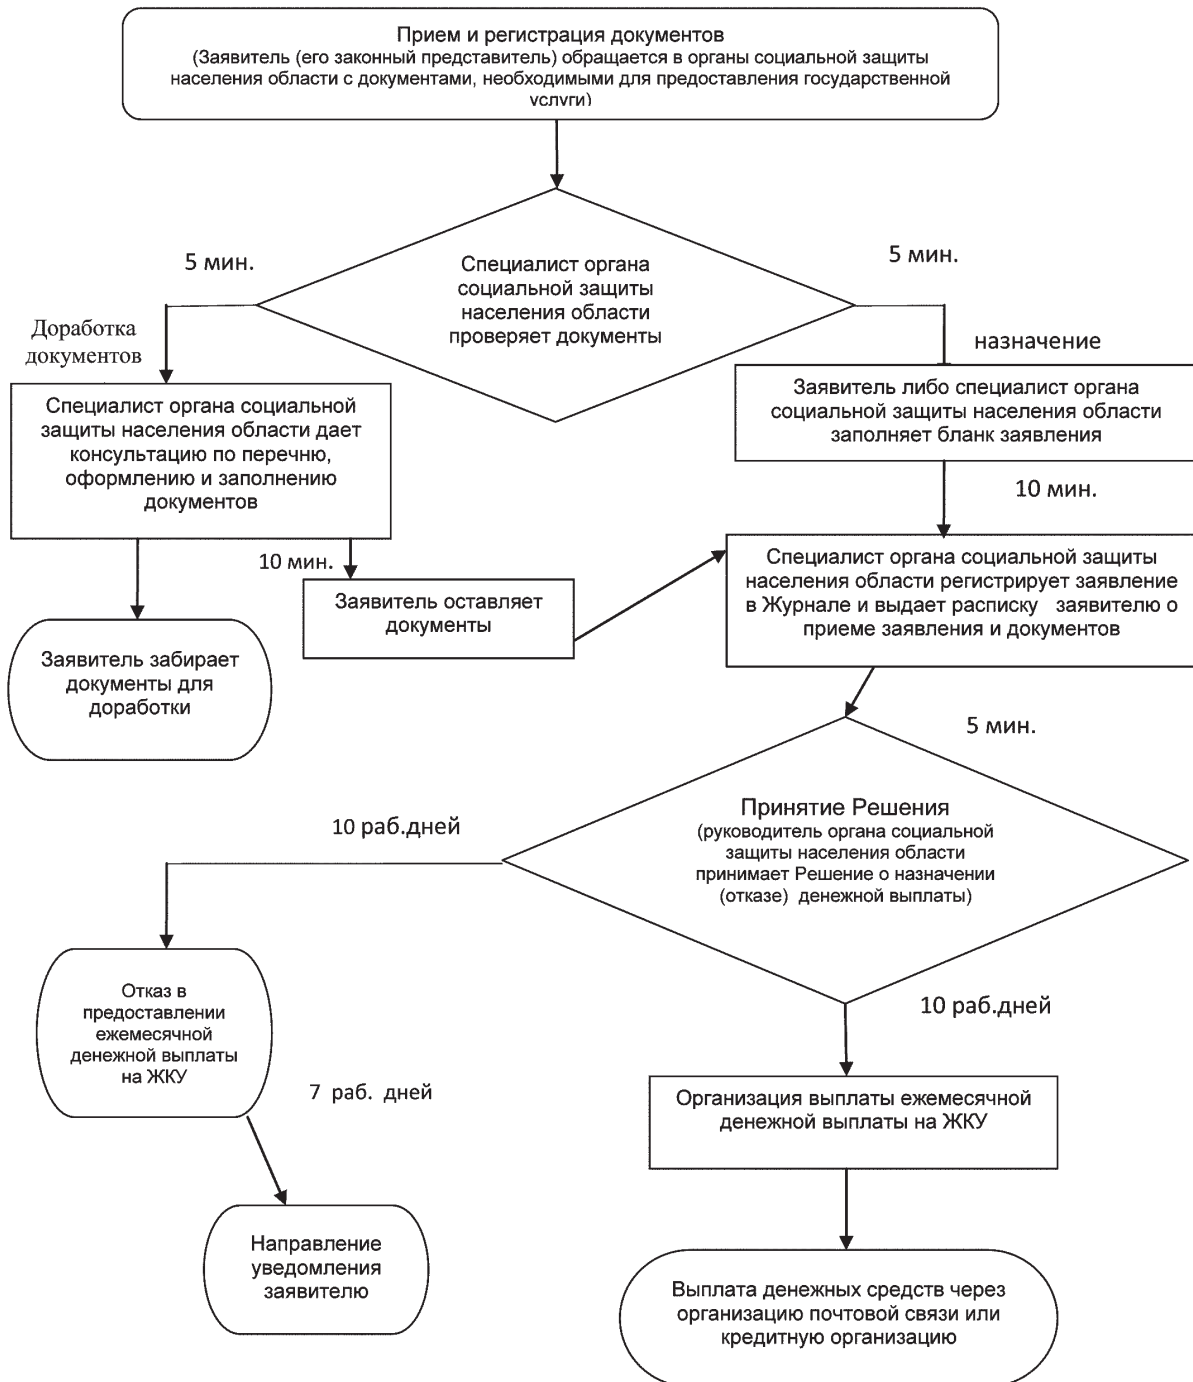 Прием и регистрация документов
(Заявитель (его законный представитель) обращается в органы социальной защиты
населения области с документами, необходимыми для предоставления государственной
услуги)
5 мин.
5 мин.
Специалист органа
социальной защиты
населения области
проверяет документы
Доработка
документов
назначение
Специалист органа социальной
защиты населения области дает
консультацию по перечню,
оформлению и заполнению
документов
Заявитель либо специалист органа
социальной защиты населения области
заполняет бланк заявления
10 мин.
10 мин.
Заявитель оставляет
документы
Специалист органа социальной защиты
населения области регистрирует заявление
в Журнале и выдает расписку заявителю о
приеме заявления и документов
Заявитель забирает
документы для
доработки
5 мин.
Принятие Решения
(руководитель органа социальной
защиты населения области
принимает Решение о назначении
(отказе) денежной выплаты)
10 раб.дней
Отказ в
предоставлении
ежемесячной
денежной выплаты
на ЖКУ
10 раб.дней
7 раб. дней
Организация выплаты ежемесячной
денежной выплаты на ЖКУ
Направление
уведомления
заявителю
Выплата денежных средств через
организацию почтовой связи или
кредитную организацию